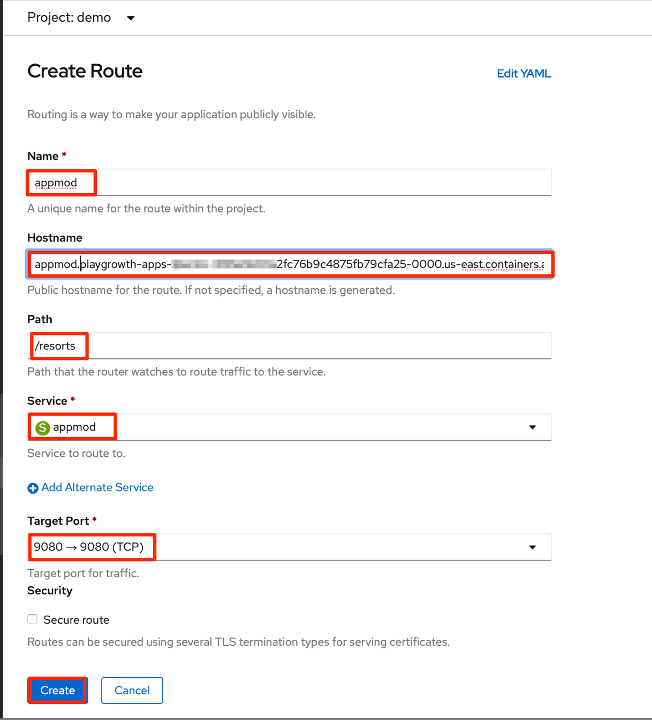 Project: demo
Create Route
Edit YAML
Routing is a way to make your application publicly visible.
Name *
appmod
A unique name for the route within the project.
Hostname
appmod.playgrowth-apps- 2fc76b9c4875fb79cfa25-0000.us-east.containers.a
Public hostname for the route. If not specified, a hostname is generated.
Path
/resorts
Path that the router watches to route traffic to the service.
Service *
S appmod
Service to route to.
Add Alternate Service
Target Port *
9080 → 9080 (TCP)
Target port for traffic.
Security
Secure route
Routes can be secured using several TLS termination types for serving certificates.
Create
Cancel